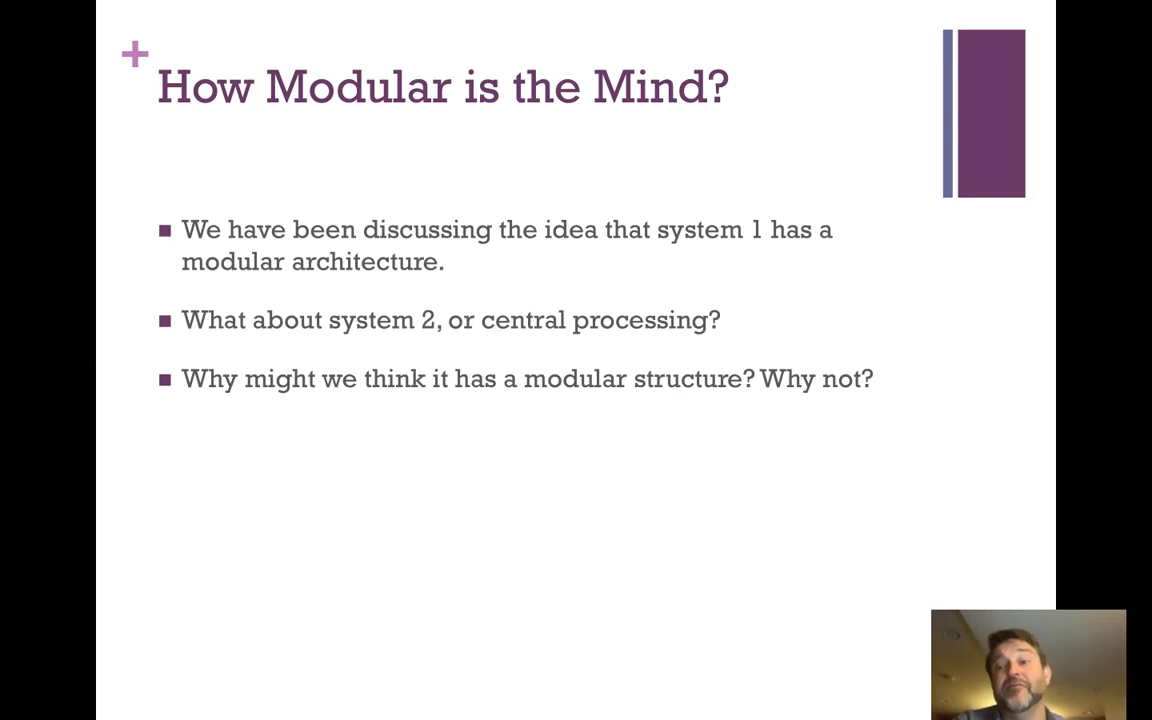 +
How Modular is the Mind?
We have been discussing the idea that system 1 has a
modular architecture.
What about system 2, or central processing?
Why might we think it has a modular structure? Why not?